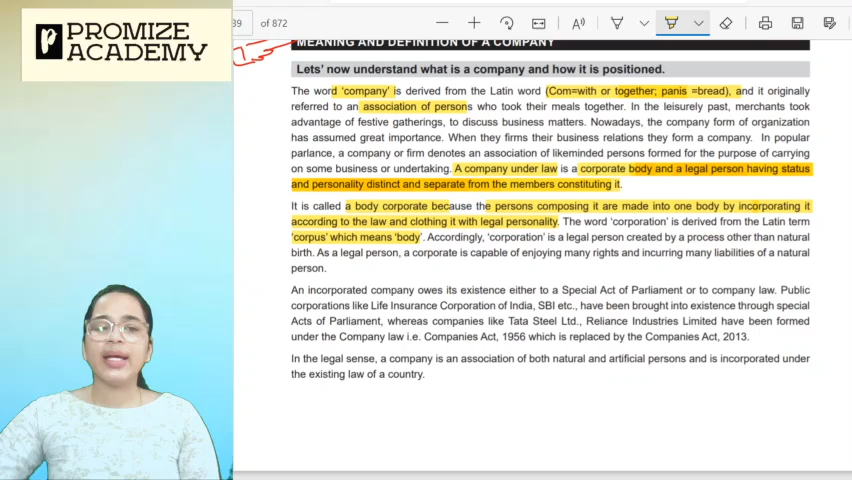 PROMIZE
ACADEMY
39 of 872
MEANING AND DEFINITION OF A COMPANY
Lets' now understand what is a company and how it is positioned.
The word 'company' is derived from the Latin word (Com=with or together; panis =bread), and it originally
referred to an association of persons who took their meals together. In the leisurely past, merchants took
advantage of festive gatherings, to discuss business matters. Nowadays, the company form of organization
has assumed great importance. When they firms their business relations they form a company. In popular
parlance, a company or firm denotes an association of likeminded persons formed for the purpose of carrying
on some business or undertaking. A company under law is a corporate body and a legal person having status
and personality distinct and separate from the members constituting it.
It is called a body corporate because the persons composing it are made into one body by incorporating it
according to the law and clothing it with legal personality. The word 'corporation' is derived from the Latin term
'corpus' which means 'body'. Accordingly, 'corporation' is a legal person created by a process other than natural
birth. As a legal person, a corporate is capable of enjoying many rights and incurring many liabilities of a natural
person.
An incorporated company owes its existence either to a Special Act of Parliament or to company law. Public
corporations like Life Insurance Corporation of India, SBI etc., have been brought into existence through special
Acts of Parliament, whereas companies like Tata Steel Ltd., Reliance Industries Limited have been formed
under the Company law i.e. Companies Act, 1956 which is replaced by the Companies Act, 2013.
In the legal sense, a company is an association of both natural and artificial persons and is incorporated under
the existing law of a country.